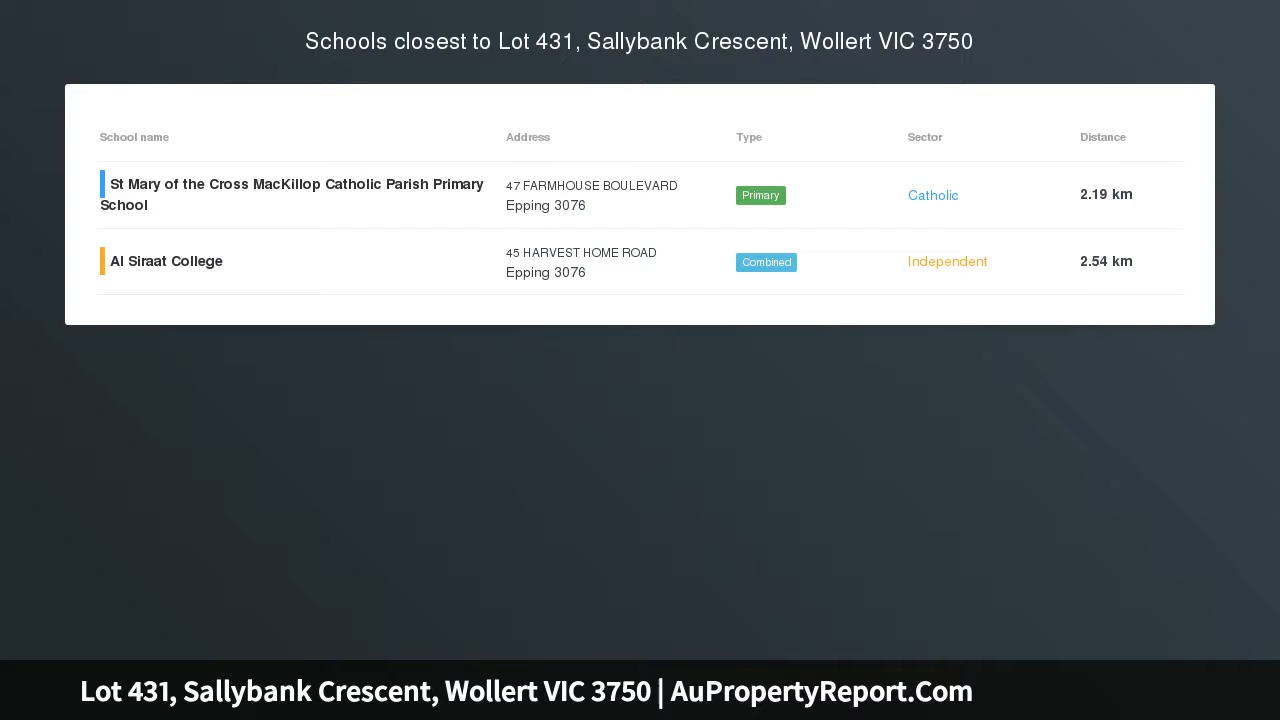 Schools closest to Lot 431, Sallybank Crescent, Wollert VIC 3750
School name Address Type Sector Distance
St Mary of the Cross MacKillop Catholic Parish Primary
School
47 FARMHOUSE BOULEVARD
Epping 3076
Primary
Catholic
2.19 km
Al Siraat College
45 HARVEST HOME ROAD
Epping 3076
Combined
Independent
2.54 km
Lot 431, Sallybank Crescent, Wollert VIC 3750 | AuPropertyReport.Com